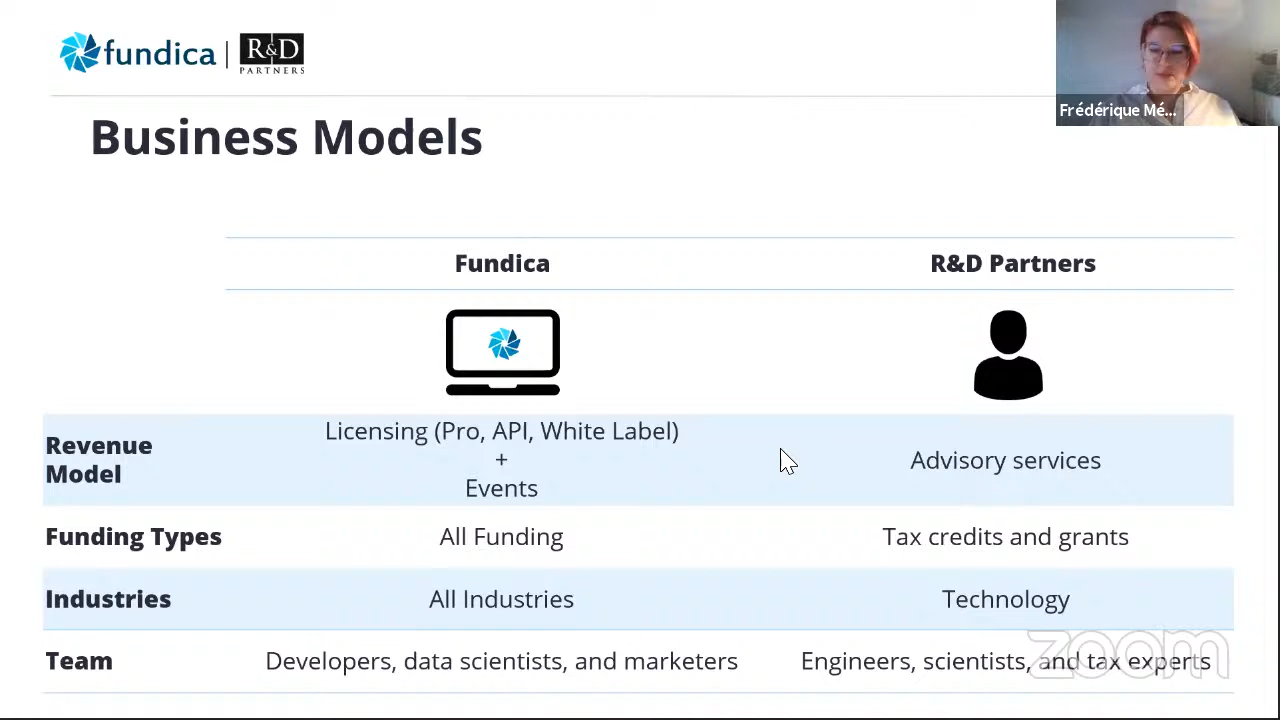 fundica | R&D
PARTNERS
Frédérique Mé...
Business Models
Fundica R&D Partners
Revenue Model Licensing (Pro, API, White Label)
+
Events Advisory services
Funding Types All Funding Tax credits and grants
Industries All Industries Technology
Team Developers, data scientists, and marketers Engineers, scientists, and tax experts
zoom